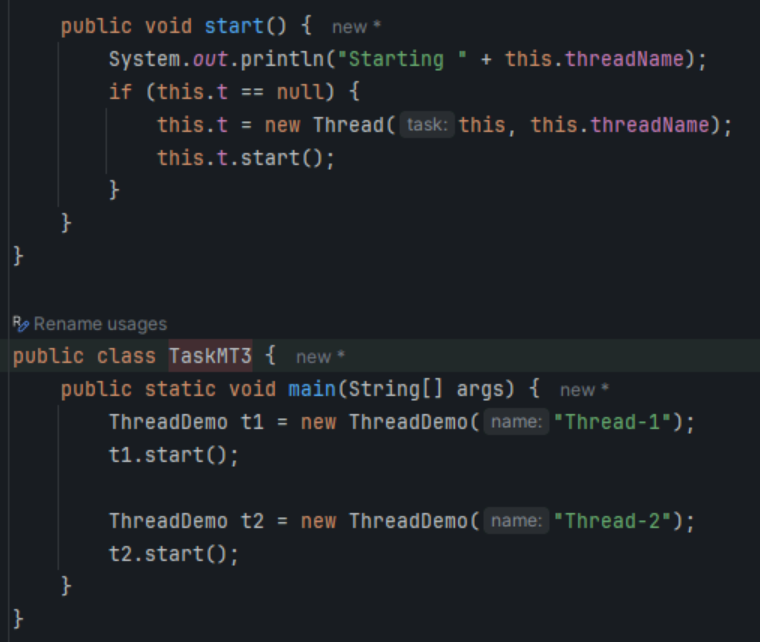 public void start() { new *
System.out.println("Starting " + this.threadName);
if (this.t == null) {
this.t = new Thread( task: this, this.threadName);
this.t.start();
}
}
}
Rename usages
public class TaskMT3 { new *
public static void main(String[] args) { new *
ThreadDemo t1 = new ThreadDemo( name: "Thread-1");
t1.start();
ThreadDemo t2 = new ThreadDemo( name: "Thread-2");
t2.start();
}
}